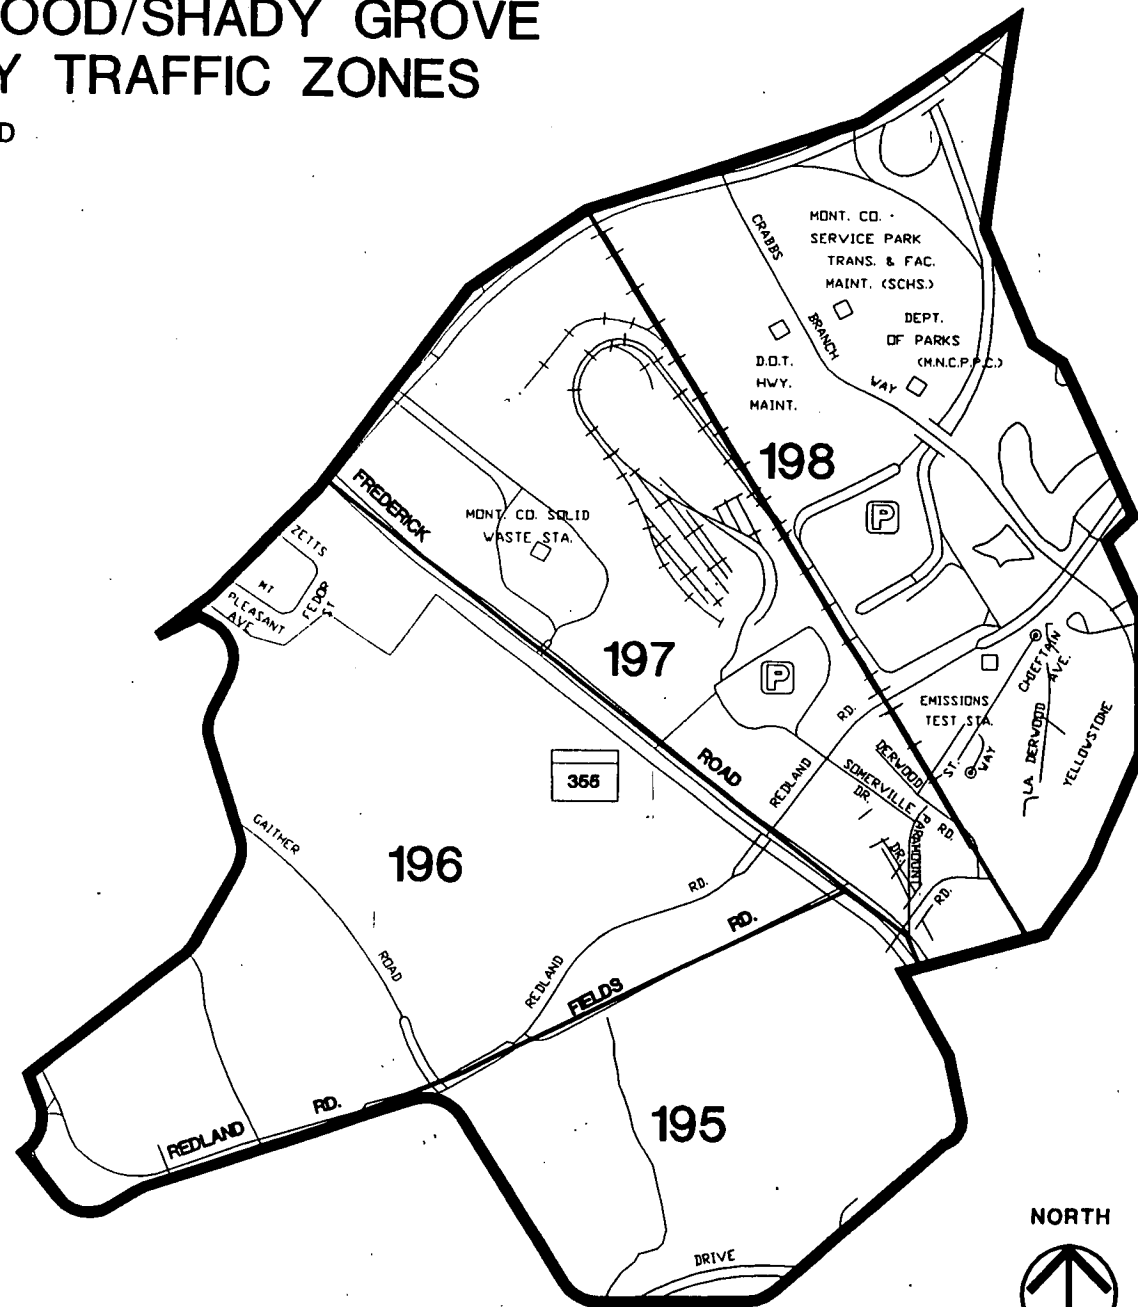 OOD/SHADY GROVE
Y TRAFFIC ZONES
D
MONT. CO.
SERVICE PARK
TRANS. & FAC.
MAINT. (SCHS.)
CRABBS
BRANCH
WAY
DEPT.
OF PARKS
(M.N.C.P.P.C.)
D.O.T.
HWY.
MAINT.
198
P
FREDERICK
MONT. CO. SOLID
WASTE STA.
ZETTS
MT
PLEASANT
AVE
FEDOR
ST
197
P
ROAD
EMISSIONS
TEST STA.
CHIEFTAIN
AVE.
LA DERWOOD
YELLOWSTONE
RD.
REDLAND
DERWOOD
ST.
WAY
SOMERVILLE
DR.
RD.
PARAMOUNT
DR.
RD.
355
196
GAITHER
ROAD
RD.
REDLAND
RD.
FIELDS
REDLAND
RD.
195
DRIVE
NORTH